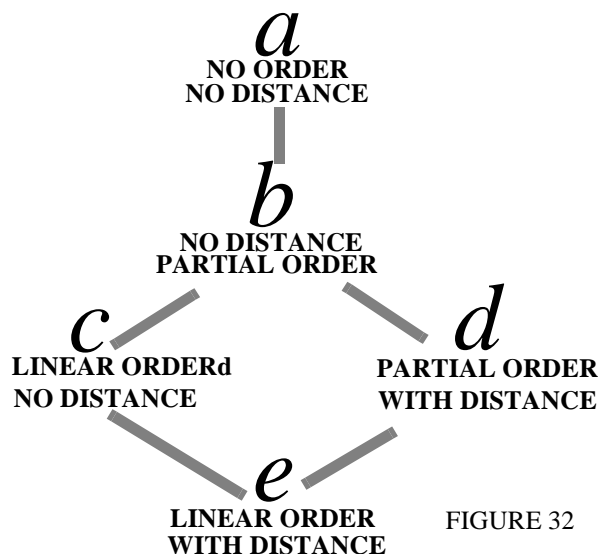 a
NO ORDER
NO DISTANCE
b
NO DISTANCE
PARTIAL ORDER
c
LINEAR ORDERd
NO DISTANCE
d
PARTIAL ORDER
WITH DISTANCE
e
LINEAR ORDER
WITH DISTANCE
FIGURE 32